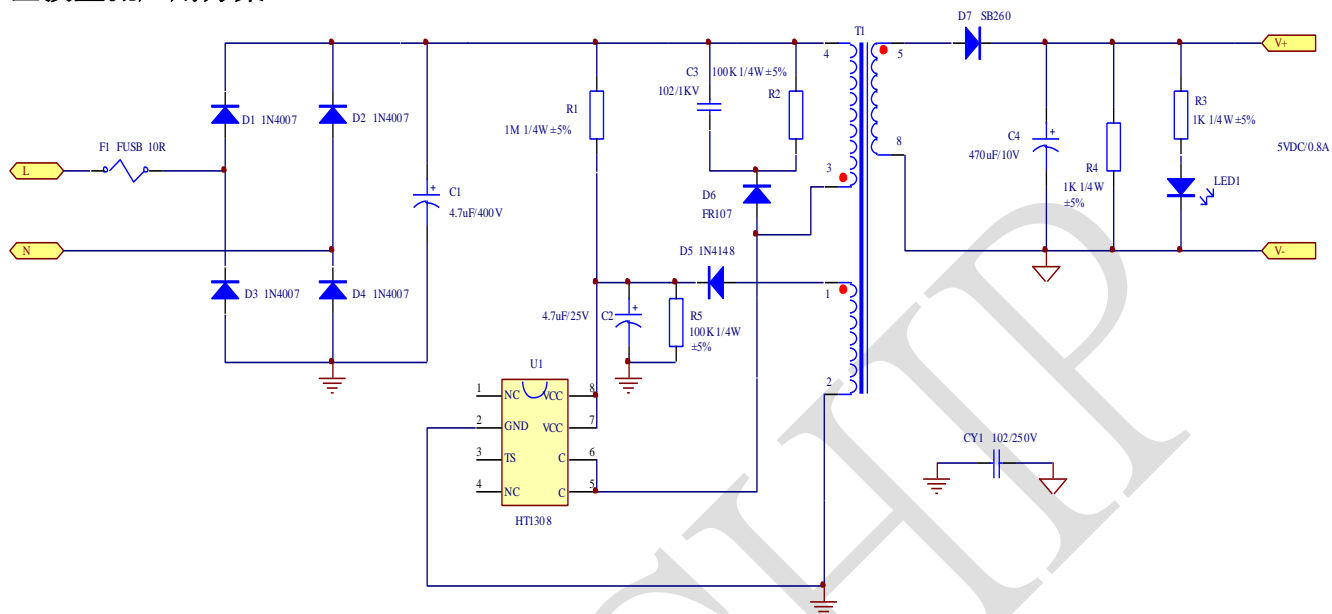 D7 SB260
T1
4
5
V+
C3
100K 1/4W±5%
102/1KV
R2
R1
1M 1/4W±5%
D1 1N4007
D2 1N4007
R3
1K 1/4W±5%
F1 FUSB 10R
L
C4
470uF/10V
R4
1K 1/4W
±5%
5VDC/0.8A
LED1
8
3
C1
4.7uF/400V
D6
FR107
N
V-
D5 1N4148
D3 1N4007
D4 1N4007
1
4.7uF/25V
C2
R5
100K 1/4W
±5%
U1
2
1
NC
VCC
8
2
GND
VCC
7
3
TS
C
6
4
NC
C
5
HT1308
CY1 102/250V
CHIP